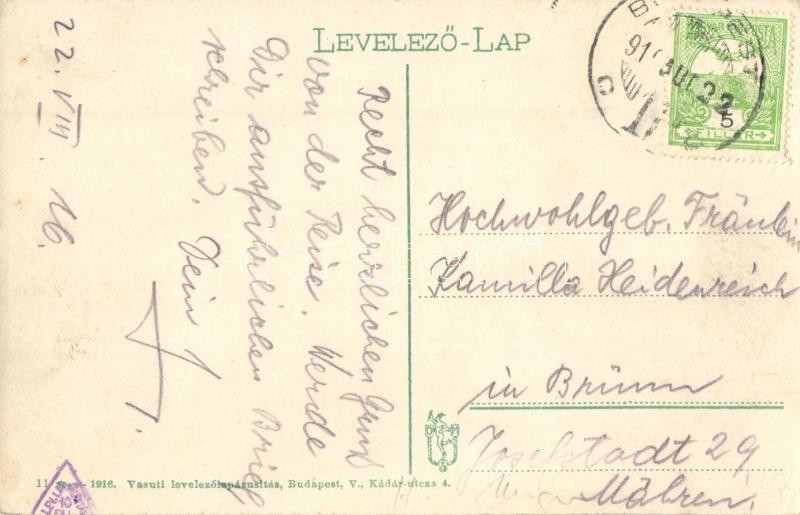 LEVELEZŐ-LAP
22. VIII. 16.
Recht herzlichen Gruß
von der Reise. Werde
Dir ausführlichen Brief
schreiben. Dein
5
FILLÉR
Hochwohlgeb. Fräulein
Kamilla Heidenreich
in Brünn
Josefstadt 29
Mähren.
D M
1916. Vasuti levelezőlapárusitás, Budapest, V., Kádár-utcza 4.